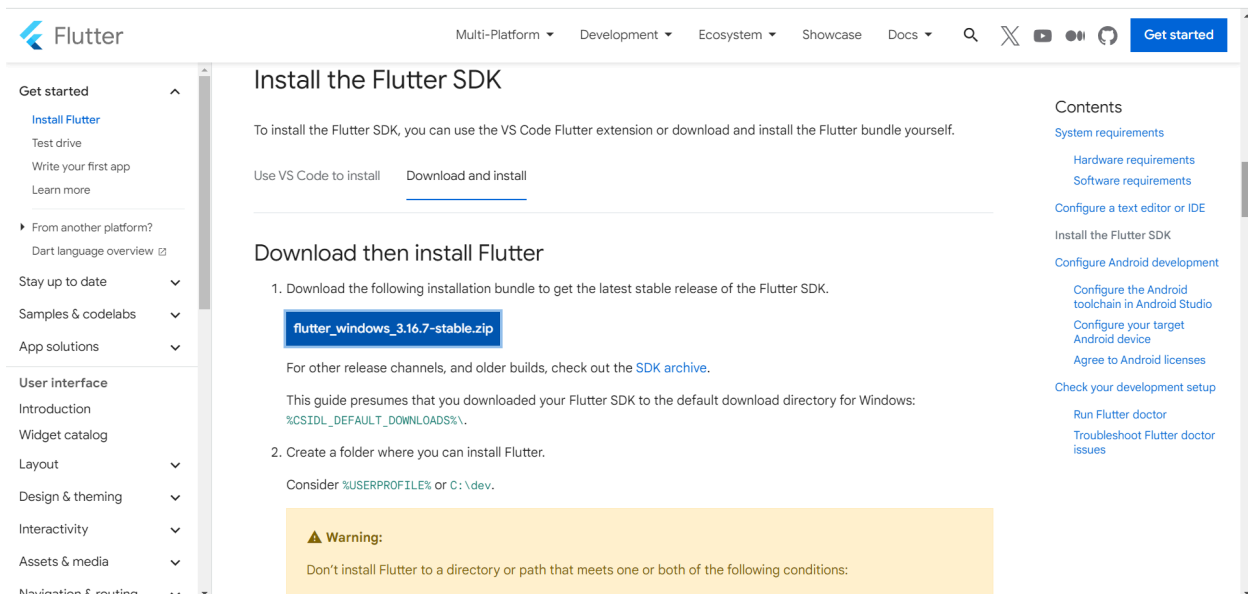 Flutter
Multi-Platform
Development
Ecosystem
Showcase
Docs
Get started
Get started
Install Flutter
Test drive
Write your first app
Learn more
From another platform?
Dart language overview
Stay up to date
Samples & codelabs
App solutions
User interface
Introduction
Widget catalog
Layout
Design & theming
Interactivity
Assets & media
Navigation & routing
Install the Flutter SDK
To install the Flutter SDK, you can use the VS Code Flutter extension or download and install the Flutter bundle yourself.
Use VS Code to install
Download and install
Download then install Flutter
1. Download the following installation bundle to get the latest stable release of the Flutter SDK.
flutter_windows_3.16.7-stable.zip
For other release channels, and older builds, check out the SDK archive.
This guide presumes that you downloaded your Flutter SDK to the default download directory for Windows:
%CSIDL_DEFAULT_DOWNLOADS%\.
2. Create a folder where you can install Flutter.
Consider %USERPROFILE% or C:\dev.
Warning:
Don't install Flutter to a directory or path that meets one or both of the following conditions:
Contents
System requirements
Hardware requirements
Software requirements
Configure a text editor or IDE
Install the Flutter SDK
Configure Android development
Configure the Android
toolchain in Android Studio
Configure your target
Android device
Agree to Android licenses
Check your development setup
Run Flutter doctor
Troubleshoot Flutter doctor
issues